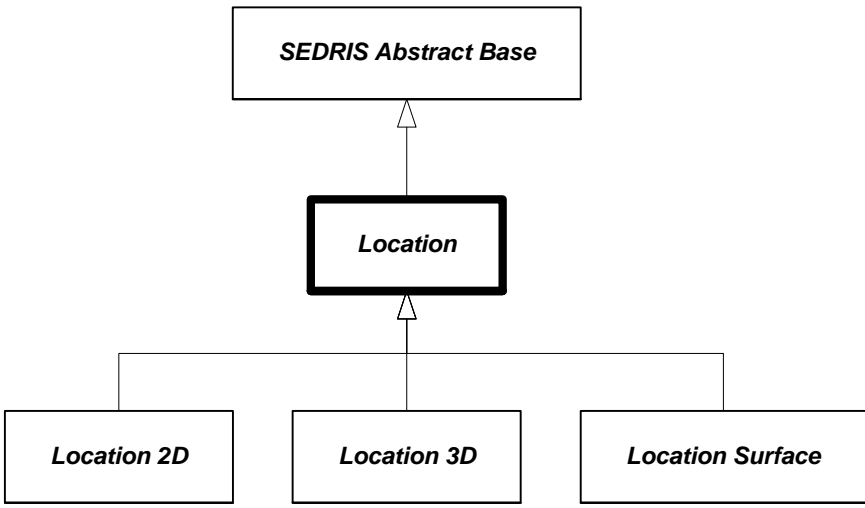 SEDRIS Abstract Base
Location
Location 2D
Location 3D
Location Surface